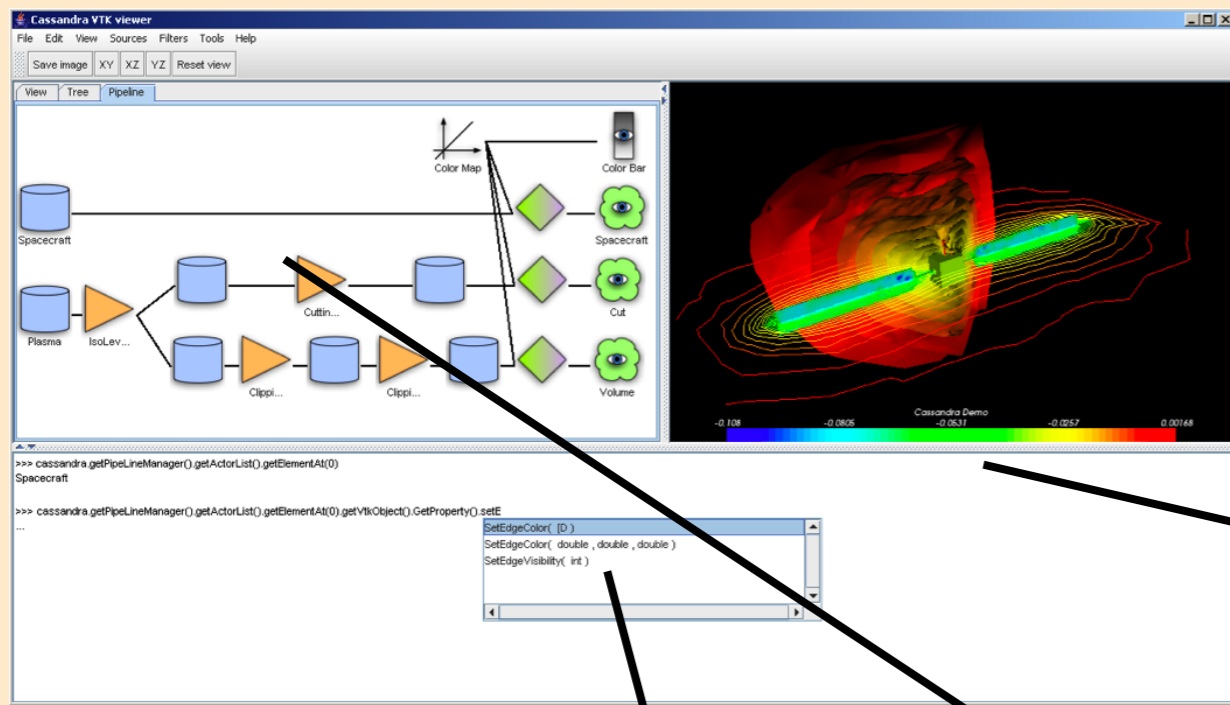 Cassandra VTK viewer
File Edit View Sources Filters Tools Help
Save image XY XZ YZ Reset view
View Tree Pipeline
Color Map Color Bar
Spacecraft Spacecraft
Cuttin... Cut
Plasma IsoLev...
Clippi... Clippi... Volume
Cassandra Demo
-0.108 -0.0805 -0.0531 -0.0257 0.00168
>>> cassandra.getPipeLineManager().getActorList().getElementAt(0)
Spacecraft
>>> cassandra.getPipeLineManager().getActorList().getElementAt(0).getVtkObject().GetProperty().setE
...
SetEdgeColor( [D )
SetEdgeColor( double , double , double )
SetEdgeVisibility( int )